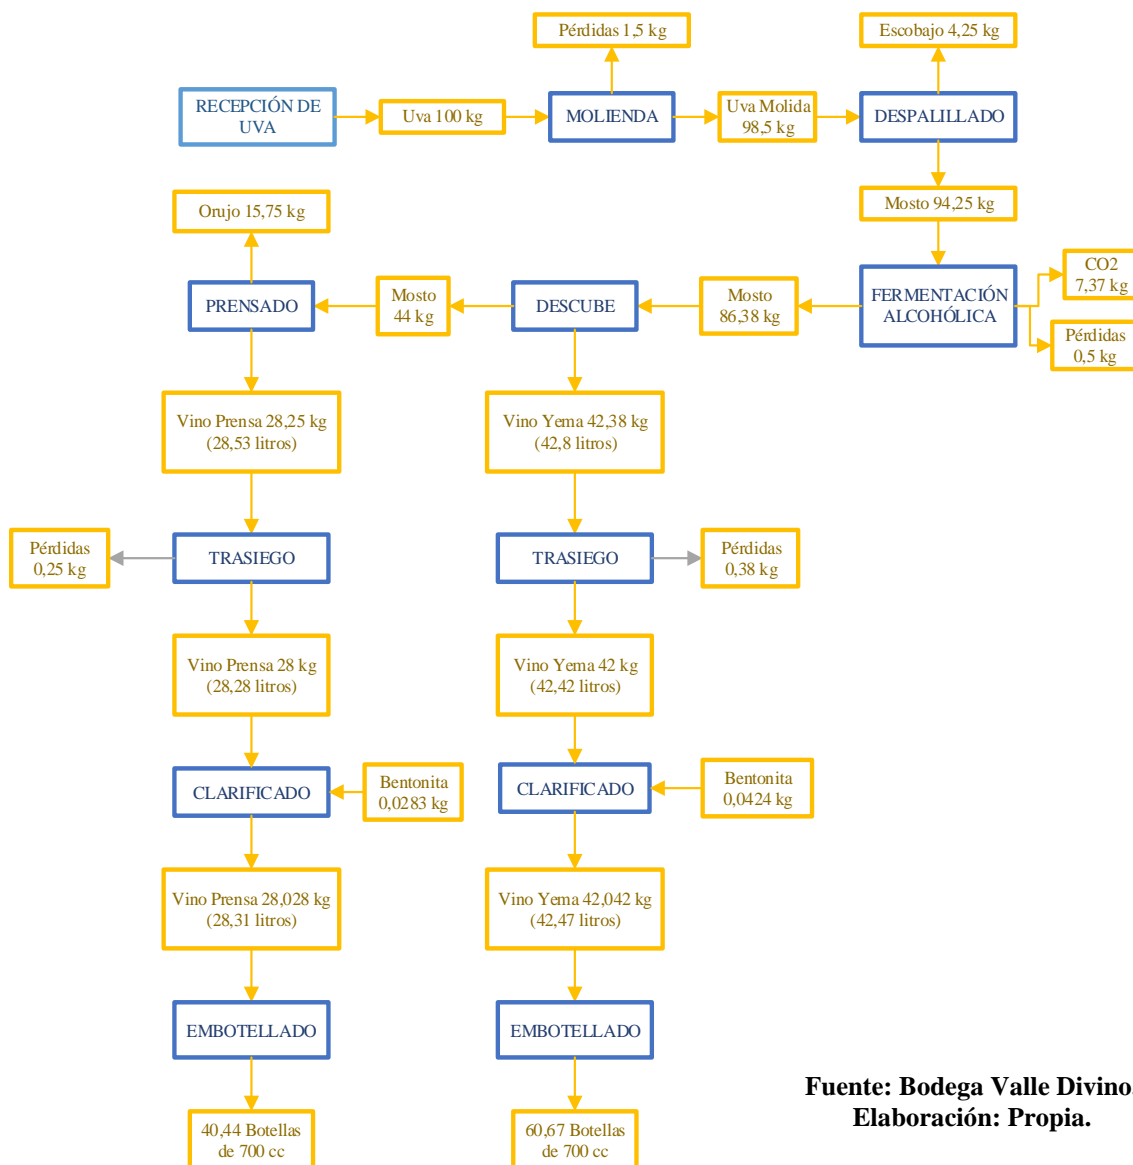 Pérdidas 1,5 kg
Escobajo 4,25 kg
RECEPCIÓN DE
UVA
Uva 100 kg
MOLIENDA
Uva Molida
98,5 kg
DESPALILLADO
Orujo 15,75 kg
Mosto 94,25 kg
PRENSADO
Mosto
44 kg
DESCUBE
Mosto
86,38 kg
FERMENTACIÓN
ALCOHÓLICA
CO2
7,37 kg
Pérdidas
0,5 kg
Vino Prensa 28,25 kg
(28,53 litros)
Vino Yema 42,38 kg
(42,8 litros)
Pérdidas
0,25 kg
TRASIEGO
TRASIEGO
Pérdidas
0,38 kg
Vino Prensa 28 kg
(28,28 litros)
Vino Yema 42 kg
(42,42 litros)
CLARIFICADO
Bentonita
0,0283 kg
CLARIFICADO
Bentonita
0,0424 kg
Vino Prensa 28,028 kg
(28,31 litros)
Vino Yema 42,042 kg
(42,47 litros)
EMBOTELLADO
EMBOTELLADO
40,44 Botellas
de 700 cc
60,67 Botellas
de 700 cc
Fuente: Bodega Valle Divino.
Elaboración: Propia.